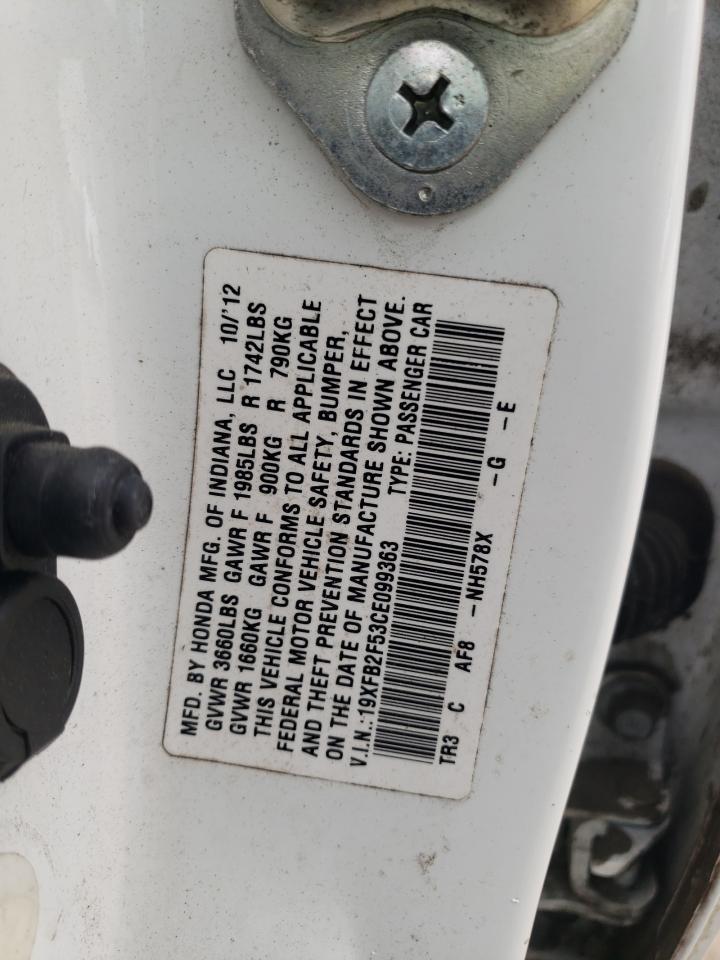 MFD. BY HONDA MFG. OF INDIANA, LLC 10/'12
GVWR 3660LBS GAWR F 1985LBS R 1742LBS
GVWR 1660KG GAWR F 900KG R 790KG
THIS VEHICLE CONFORMS TO ALL APPLICABLE
FEDERAL MOTOR VEHICLE SAFETY, BUMPER,
AND THEFT PREVENTION STANDARDS IN EFFECT
ON THE DATE OF MANUFACTURE SHOWN ABOVE.
V.I.N.: 19XFB2F53CE099363 TYPE: PASSENGER CAR
TR3 C AF8 -NH578X -G -E